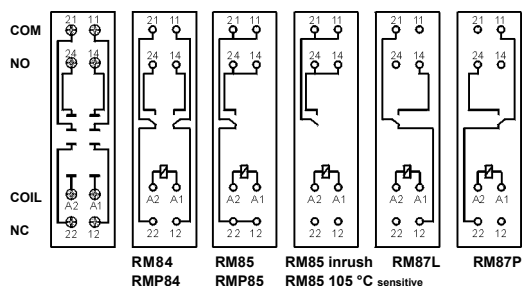 21 11 21 11 21 11 21 11 21 11 21 11
COM
24 14 24 14 24 14 24 14 24 14 24 14
NO
COIL
A2 A1 A2 A1 A2 A1 A2 A1 A2 A1 A2 A1
NC
22 12 22 12 22 12 22 12 22 12 22 12
RM84 RM85 RM85 inrush RM87L RM87P
RMP84 RMP85 RM85 105 °C sensitive